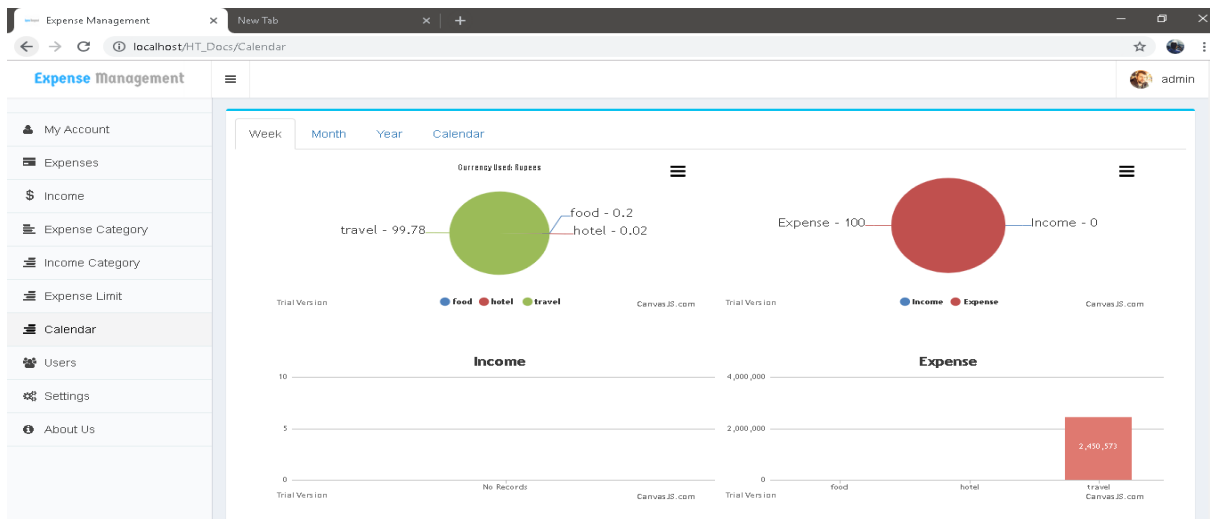 Expense Management
New Tab
localhost/HT_Docs/Calendar
Expense Management
admin
My Account
Expenses
$ Income
Expense Category
Income Category
Expense Limit
Calendar
Users
Settings
About Us
Week Month Year Calendar
Currency Used: Rupees
travel - 99.78
food - 0.2
hotel - 0.02
food hotel travel
Trial Version
CanvasJS.com
Expense - 100
Income - 0
Income Expense
Trial Version
CanvasJS.com
Income
10
5
0
No Records
Trial Version
CanvasJS.com
Expense
4,000,000
2,000,000
2,450,573
0
food hotel travel
Trial Version
CanvasJS.com